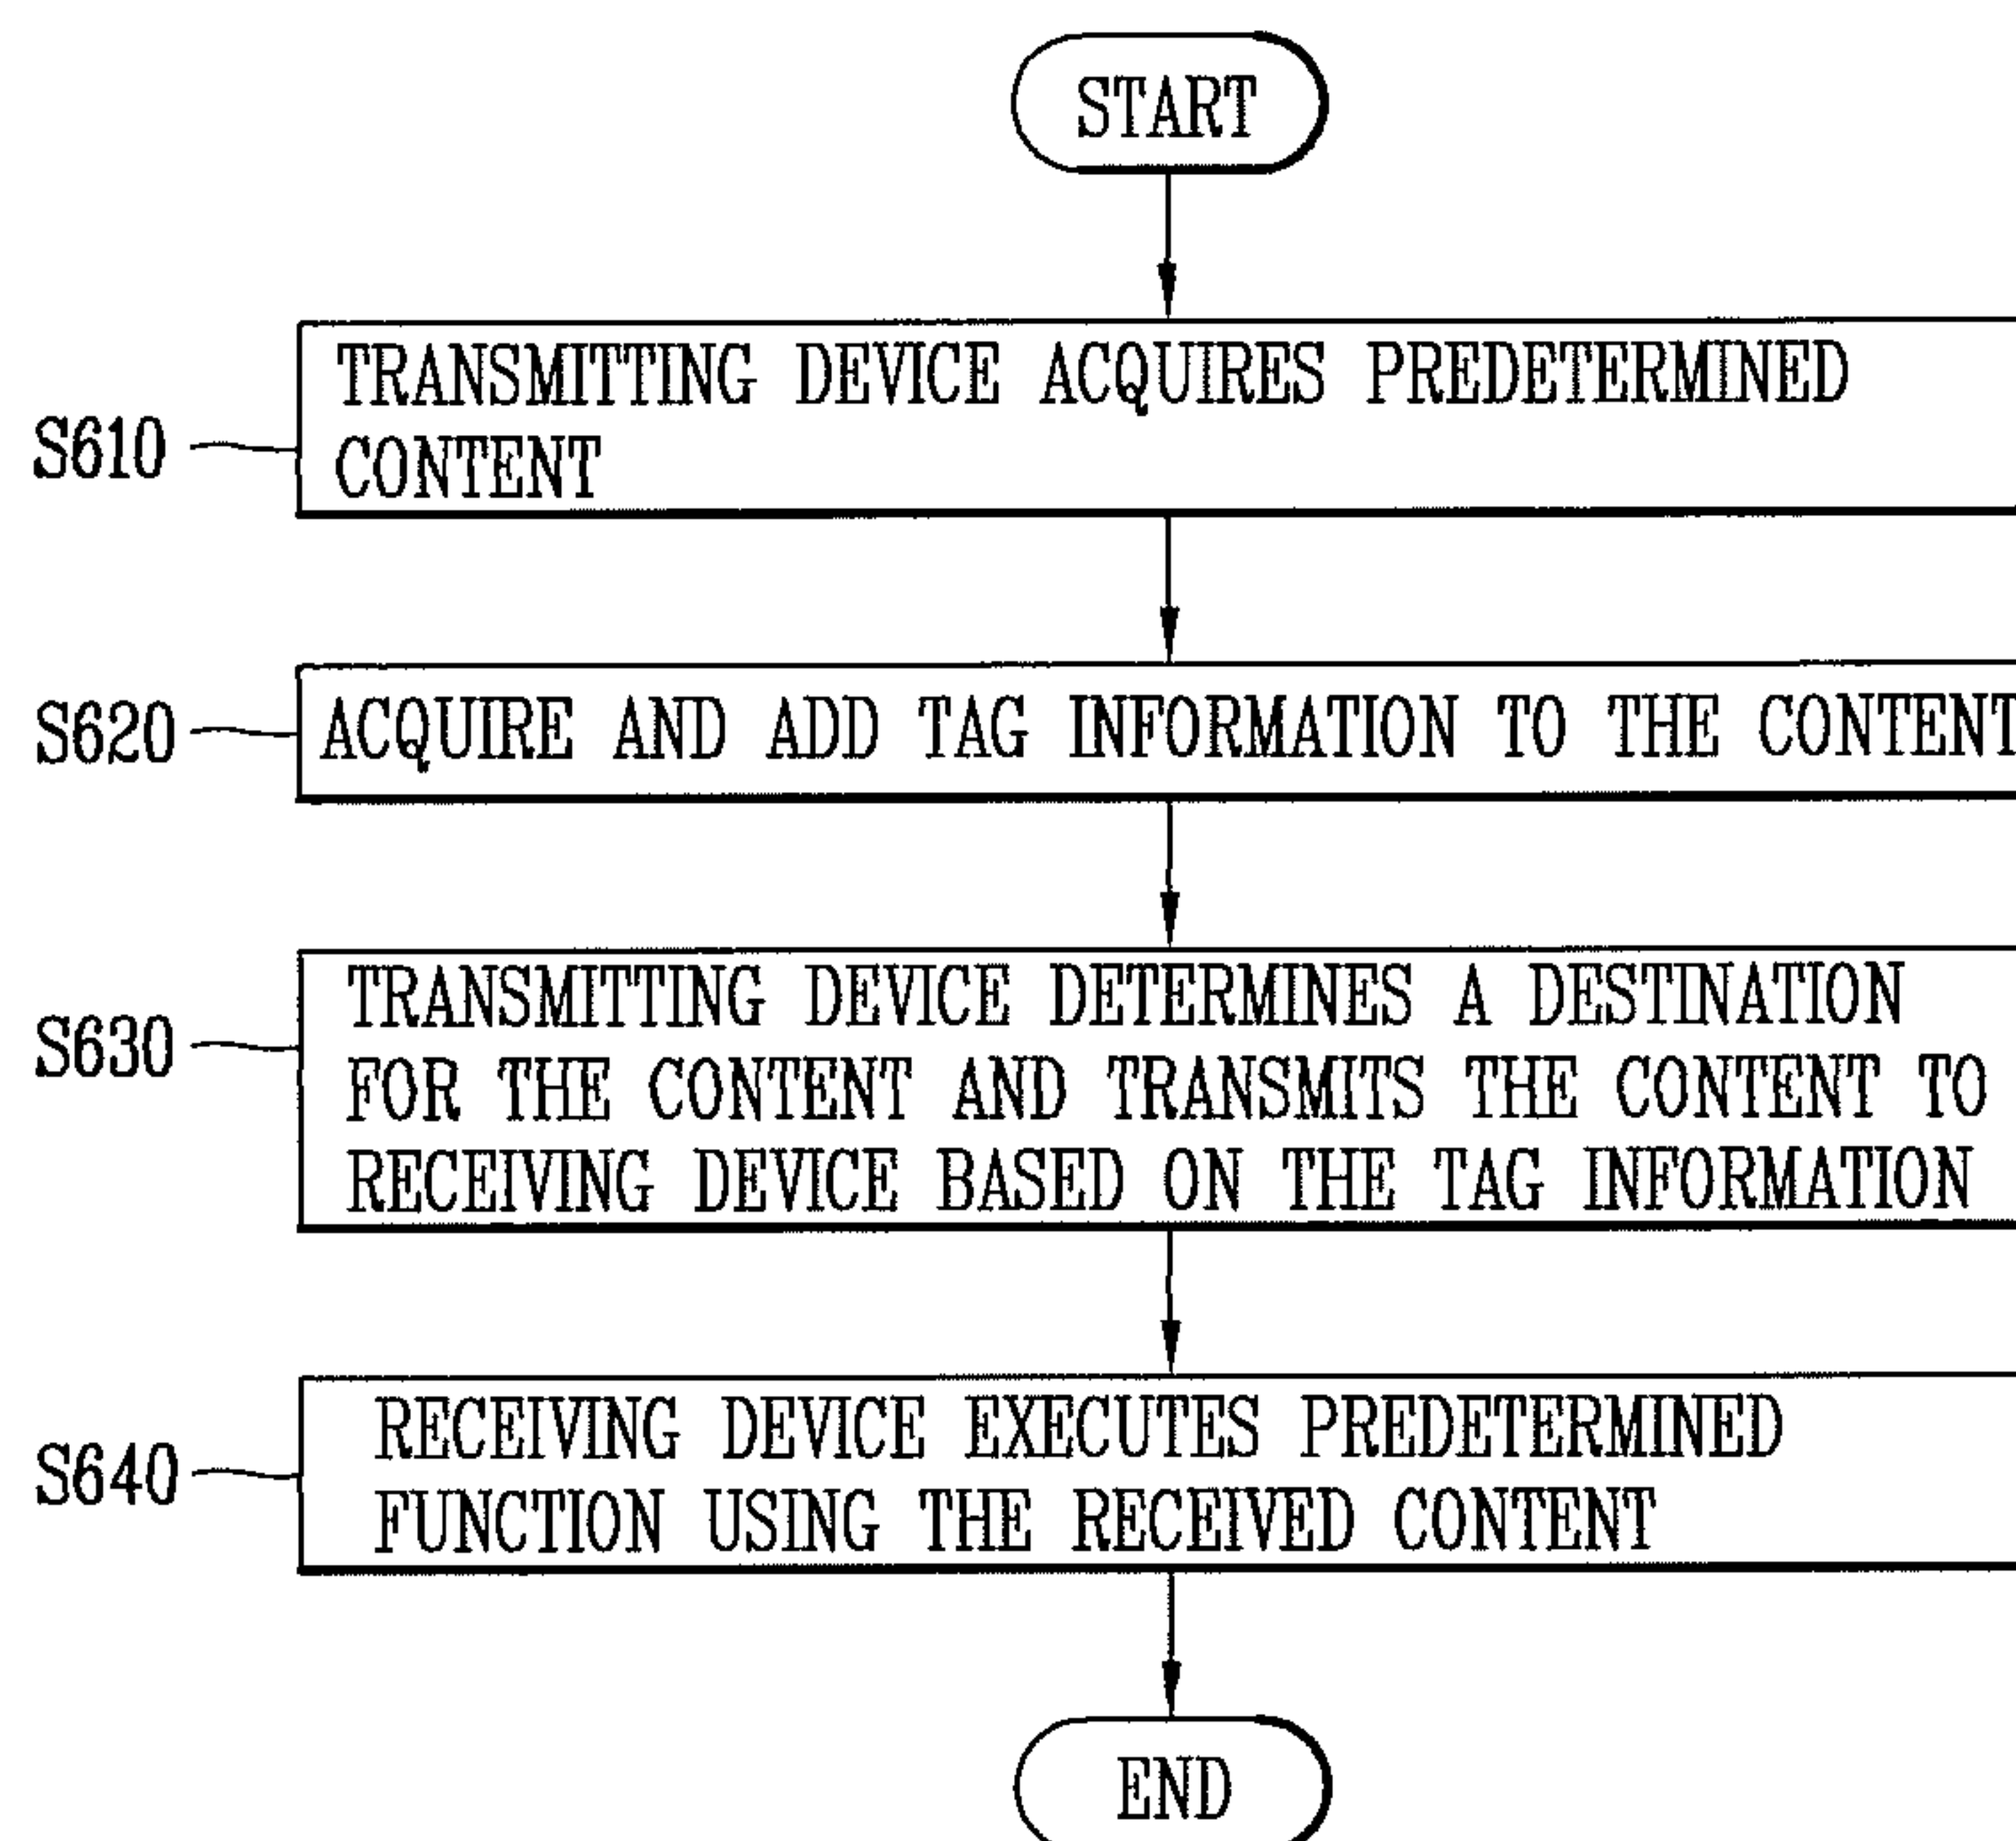 START
TRANSMITTING DEVICE ACQUIRES PREDETERMINED
CONTENT
S610
S620
ACQUIRE AND ADD TAG INFORMATION TO THE CONTENT
TRANSMITTING DEVICE DETERMINES A DESTINATION
FOR THE CONTENT AND TRANSMITS THE CONTENT TO
RECEIVING DEVICE BASED ON THE TAG INFORMATION
S630
RECEIVING DEVICE EXECUTES PREDETERMINED
FUNCTION USING THE RECEIVED CONTENT
S640
END